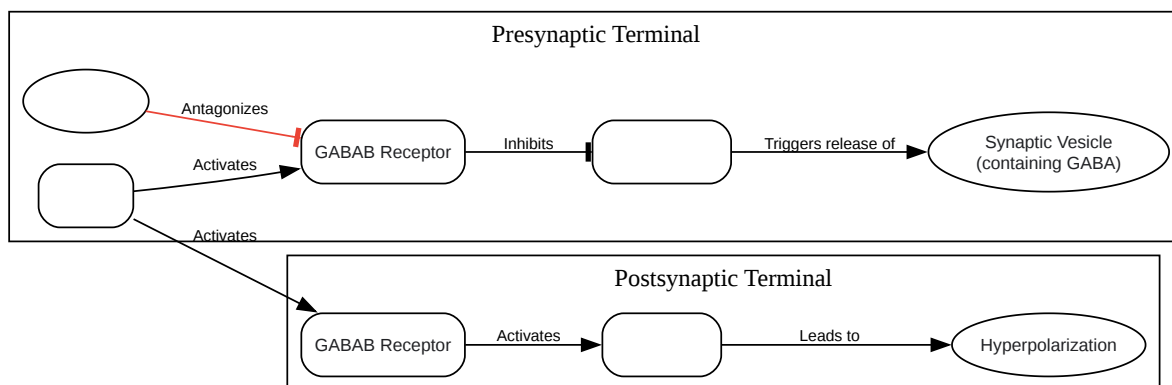 Presynaptic Terminal
Antagonizes
Activates
GABAB Receptor
Inhibits
Triggers release of
Synaptic Vesicle
(containing GABA)
Activates
Postsynaptic Terminal
GABAB Receptor
Activates
Leads to
Hyperpolarization